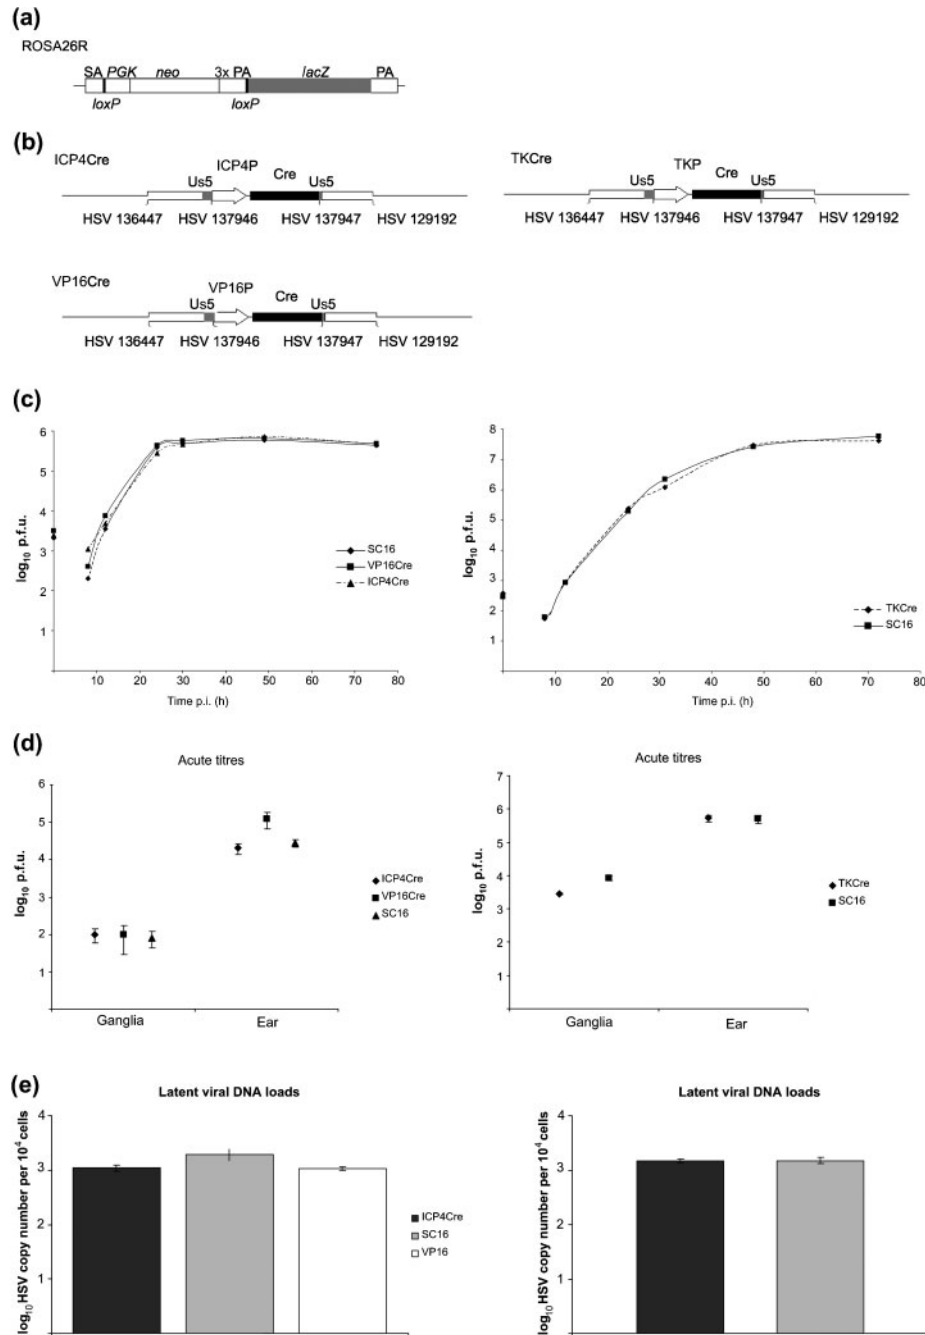 (a)
ROSA26R
SA PGK neo 3x PA lacZ PA
loxP loxP
(b)
ICP4Cre ICP4P Cre
Us5 Us5
HSV 136447 HSV 137946 HSV 137947 HSV 129192
TKCre TKP Cre
Us5 Us5
HSV 136447 HSV 137946 HSV 137947 HSV 129192
VP16Cre VP16P Cre
Us5 Us5
HSV 136447 HSV 137946 HSV 137947 HSV 129192
(c)
log10 p.f.u.
6
5
4
3
2
1
SC16
VP16Cre
ICP4Cre
10 20 30 40 50 60 70 80
Time p.i. (h)
log10 p.f.u.
8
7
6
5
4
3
2
1
TKCre
SC16
0 10 20 30 40 50 60 70 80
Time p.i. (h)
(d)
Acute titres
log10 p.f.u.
6
5
4
3
2
1
ICP4Cre
VP16Cre
SC16
Ganglia Ear
Acute titres
log10 p.f.u.
7
6
5
4
3
2
1
TKCre
SC16
Ganglia Ear
(e)
Latent viral DNA loads
log10 HSV copy number per 10^4 cells
4
3
2
1
ICP4Cre
SC16
VP16
Latent viral DNA loads
log10 HSV copy number per 10^4 cells
4
3
2
1